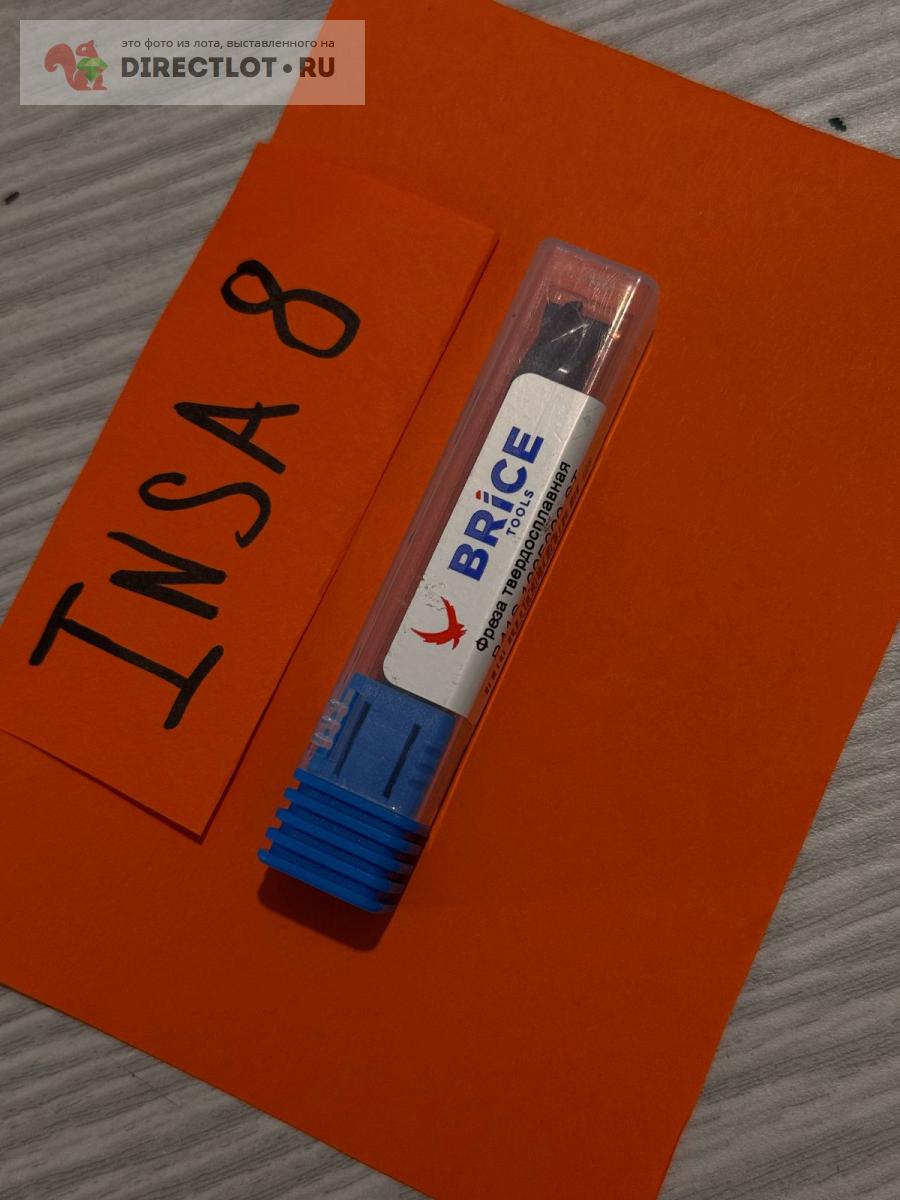 это фото из лота, выставленного на
DIRECTLOT.RU
INSA 8
BRiCE
TOOLS
Фреза твердосплавная